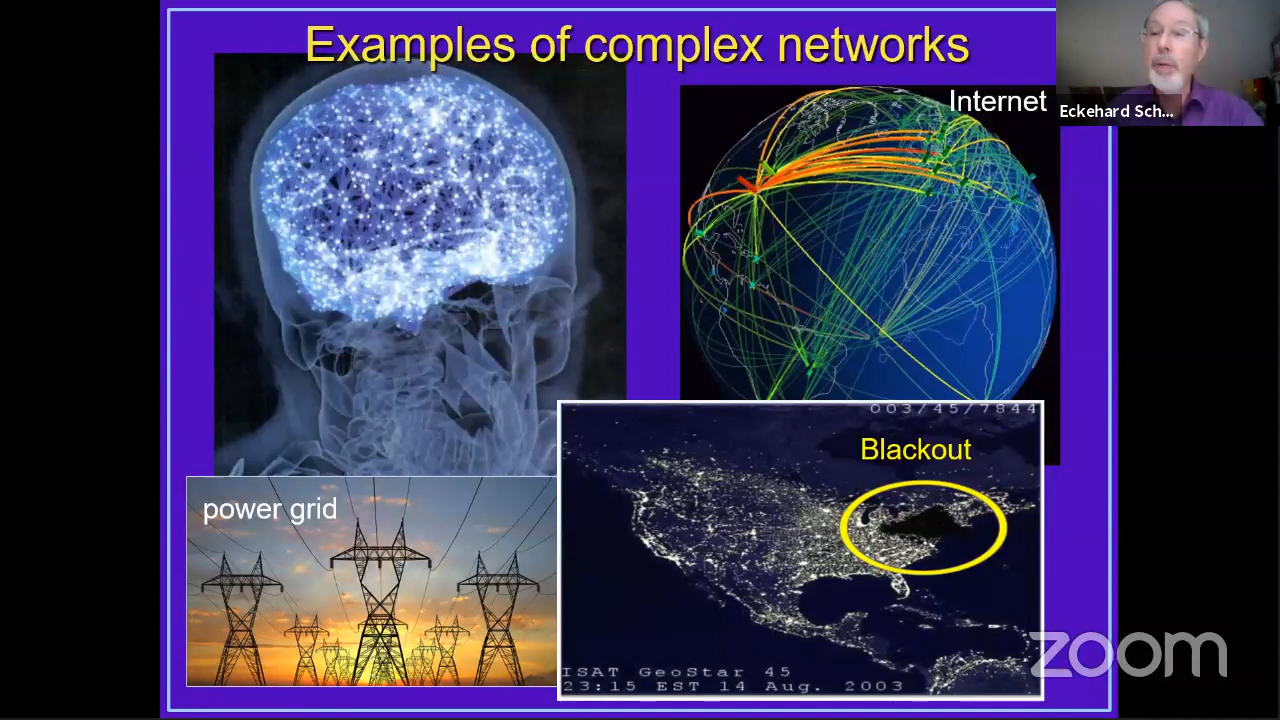 Examples of complex networks
Internet
Eckehard Sch...
003/45/7844
Blackout
power grid
ISAT GeoStar 45
23:15 EST 14 Aug. 2003
zoom